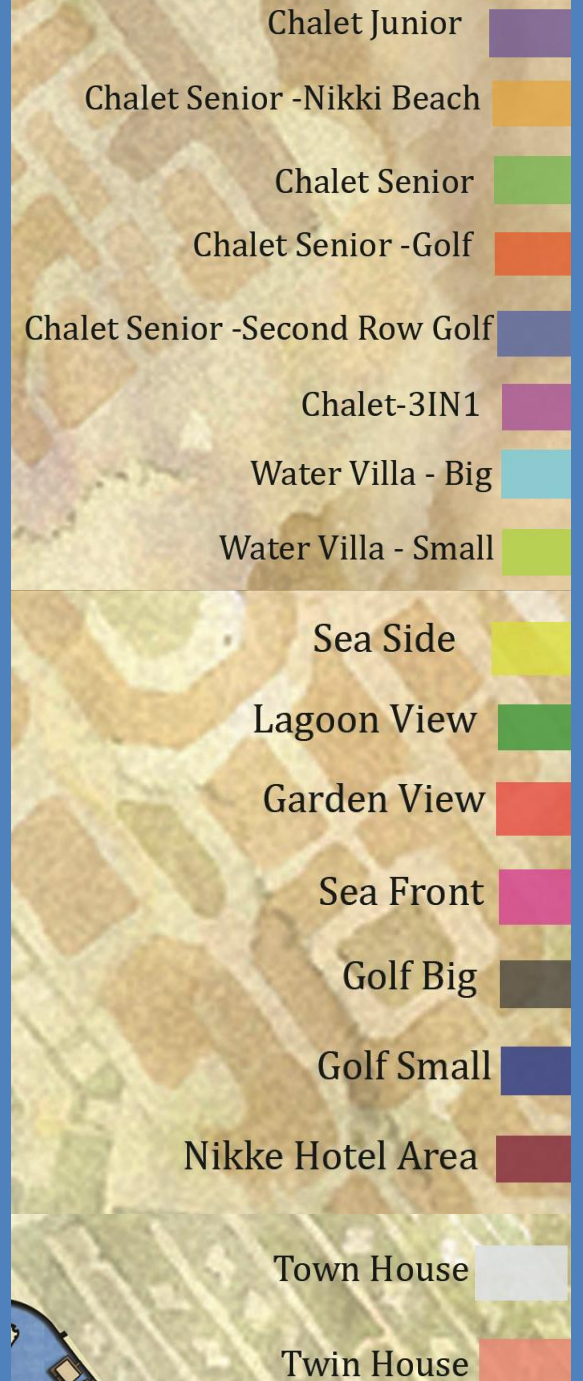 Chalet Junior
Chalet Senior -Nikki Beach
Chalet Senior
Chalet Senior -Golf
Chalet Senior -Second Row Golf
Chalet-3IN1
Water Villa - Big
Water Villa - Small
Sea Side
Lagoon View
Garden View
Sea Front
Golf Big
Golf Small
Nikke Hotel Area
Town House
Twin House